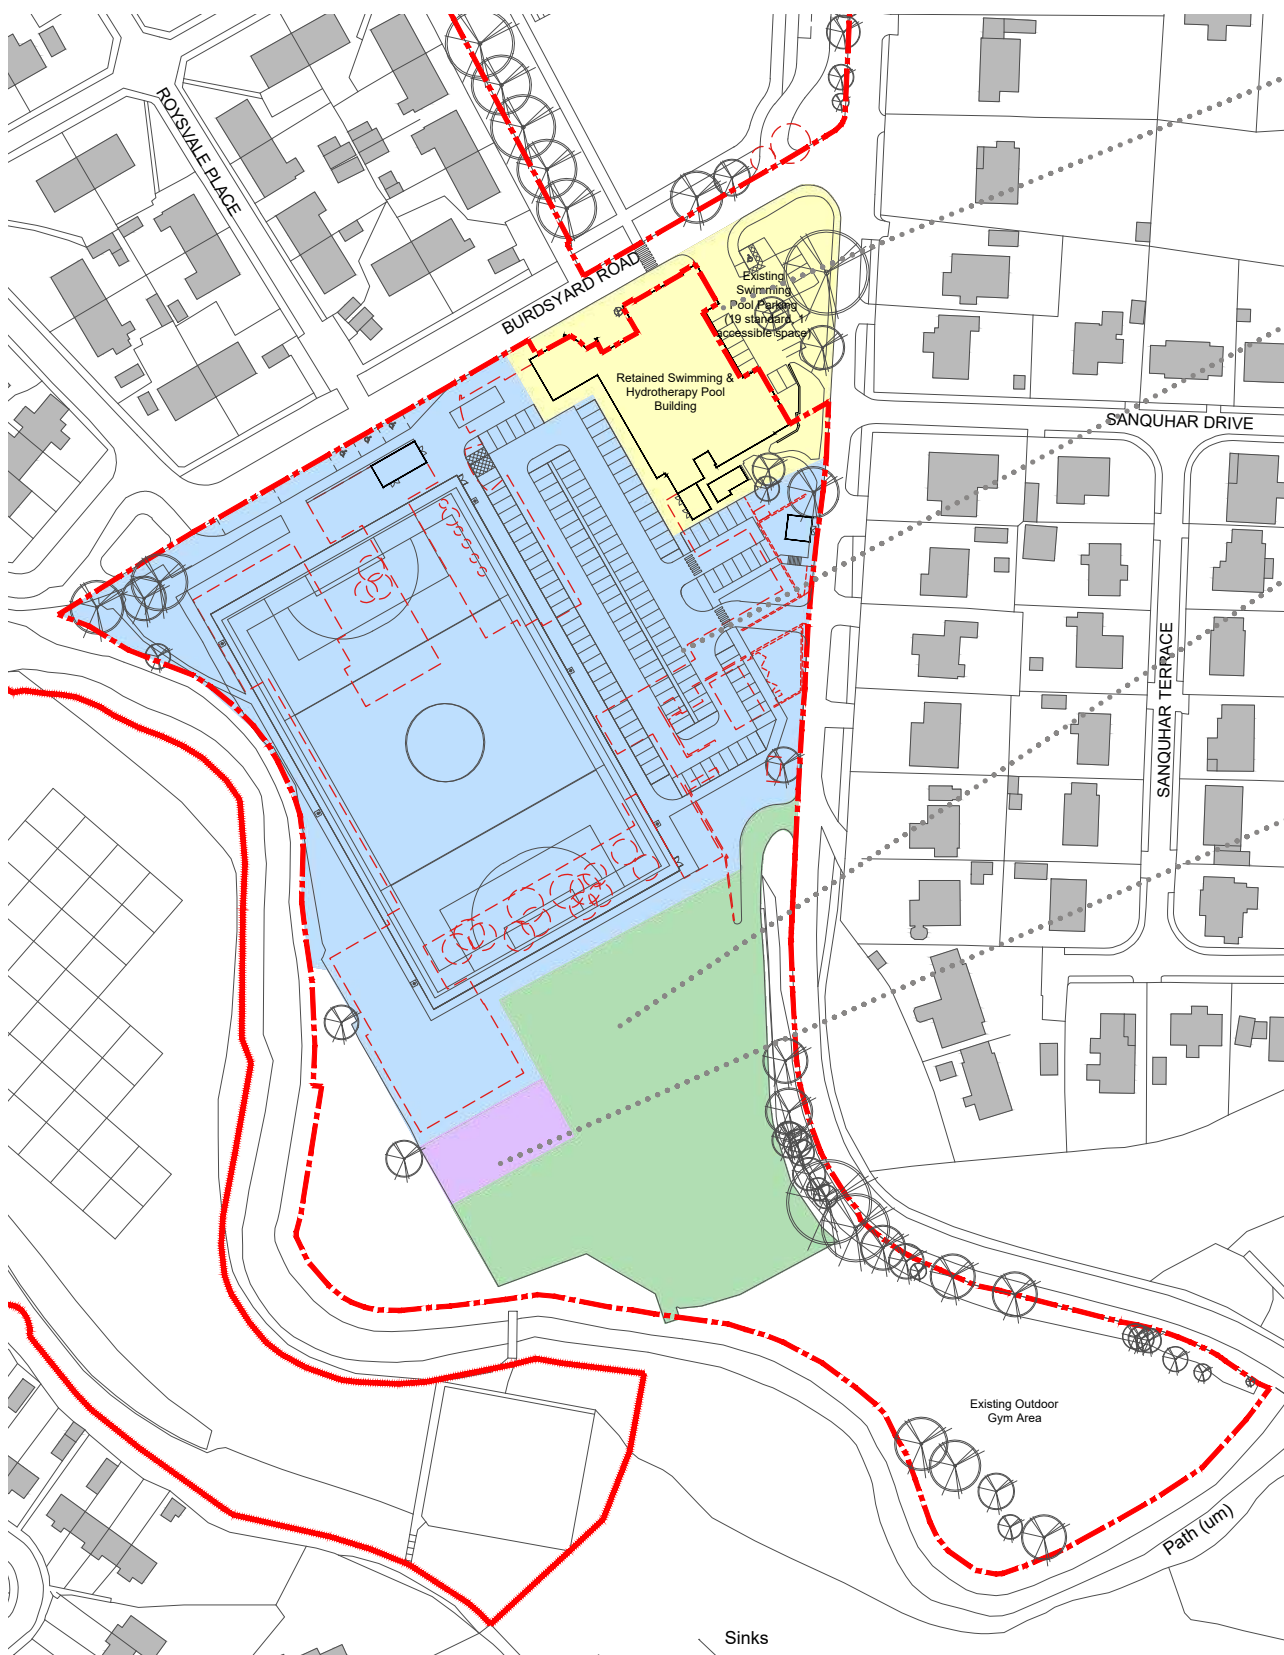 ROYSVALE PLACE
BURDSYARD ROAD
Existing
Swimming
Pool Parking
(19 standard, 1
accessible space)
Retained Swimming &
Hydrotherapy Pool
Building
SANQUHAR DRIVE
SANQUHAR TERRACE
Existing Outdoor
Gym Area
Path (um)
Sinks